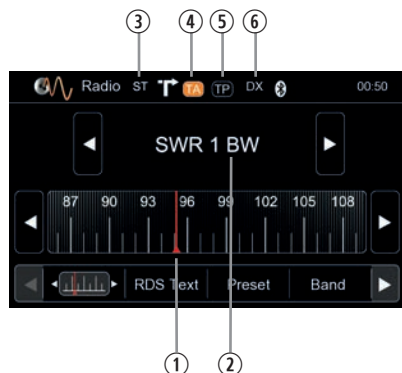 ③ ④ ⑤ ⑥
Radio ST TA TP DX 00:50
SWR 1 BW
87 90 93 96 99 102 105 108
RDS Text Preset Band
① ②